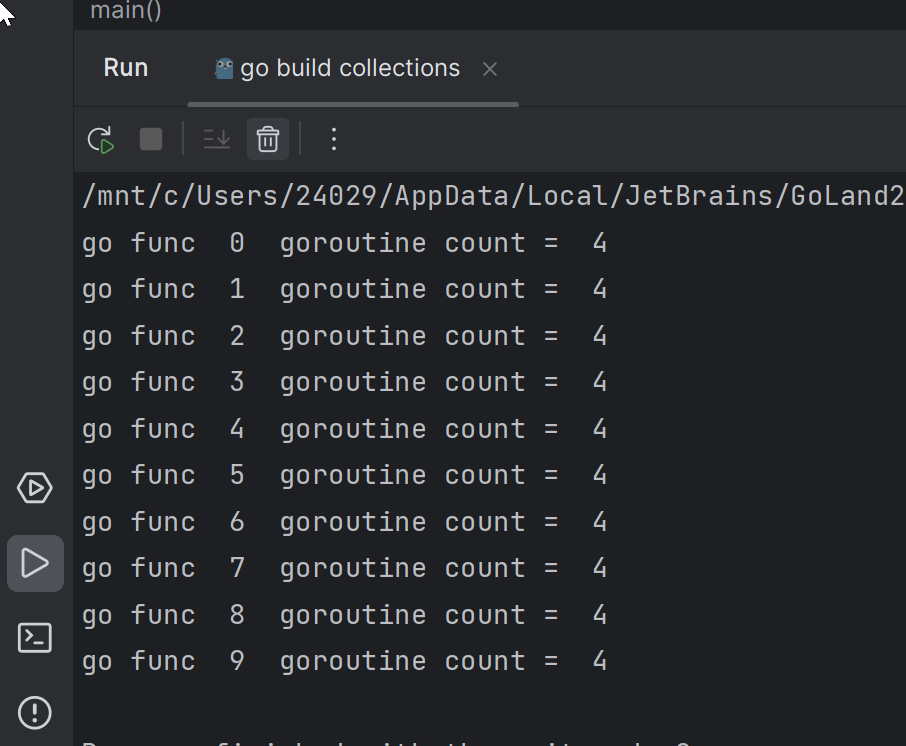 main()
Run
go build collections
/mnt/c/Users/24029/AppData/Local/JetBrains/GoLand2
go func  0  goroutine count =  4
go func  1  goroutine count =  4
go func  2  goroutine count =  4
go func  3  goroutine count =  4
go func  4  goroutine count =  4
go func  5  goroutine count =  4
go func  6  goroutine count =  4
go func  7  goroutine count =  4
go func  8  goroutine count =  4
go func  9  goroutine count =  4